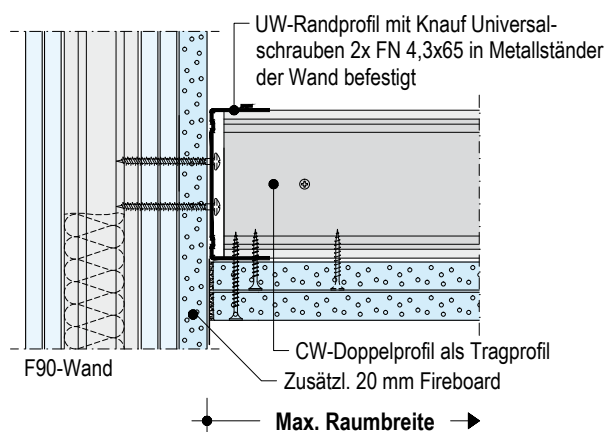 UW-Randprofil mit Knauf Universal-
schrauben 2x FN 4,3x65 in Metallständer
der Wand befestigt
CW-Doppelprofil als Tragprofil
F90-Wand
Zusätzl. 20 mm Fireboard
Max. Raumbreite